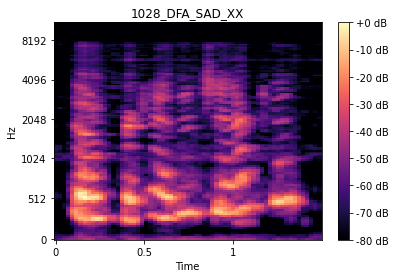 1028_DFA_SAD_XX
+0 dB
8192
-10 dB
4096
-20 dB
-30 dB
2048
Hz
-40 dB
1024
-50 dB
512
-60 dB
-70 dB
0
-80 dB
0
0.5
1
Time